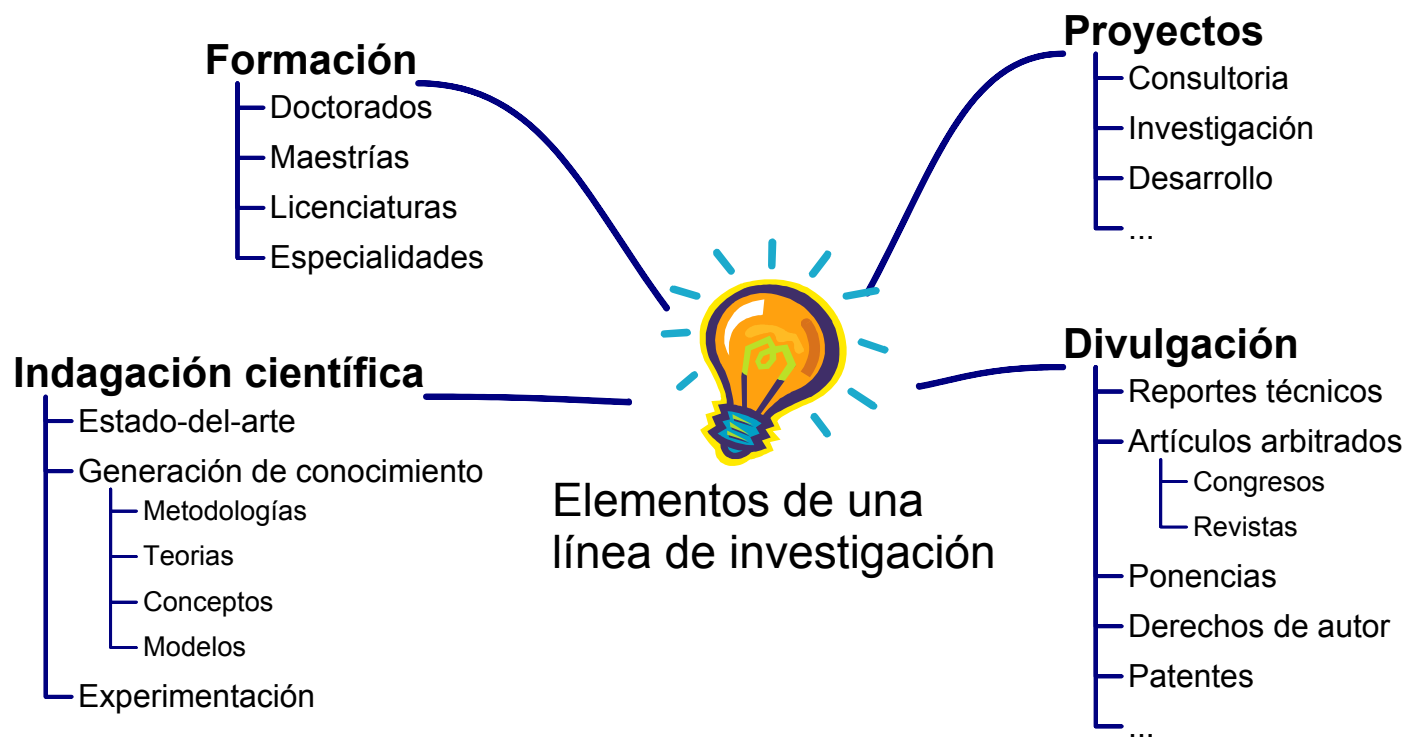 Formación
Doctorados
Maestrías
Licenciaturas
Especialidades
Indagación científica
Estado-del-arte
Generación de conocimiento
Metodologías
Teorias
Conceptos
Modelos
Experimentación
Elementos de una
línea de investigación
Proyectos
Consultoria
Investigación
Desarrollo
...
Divulgación
Reportes técnicos
Artículos arbitrados
Congresos
Revistas
Ponencias
Derechos de autor
Patentes
...